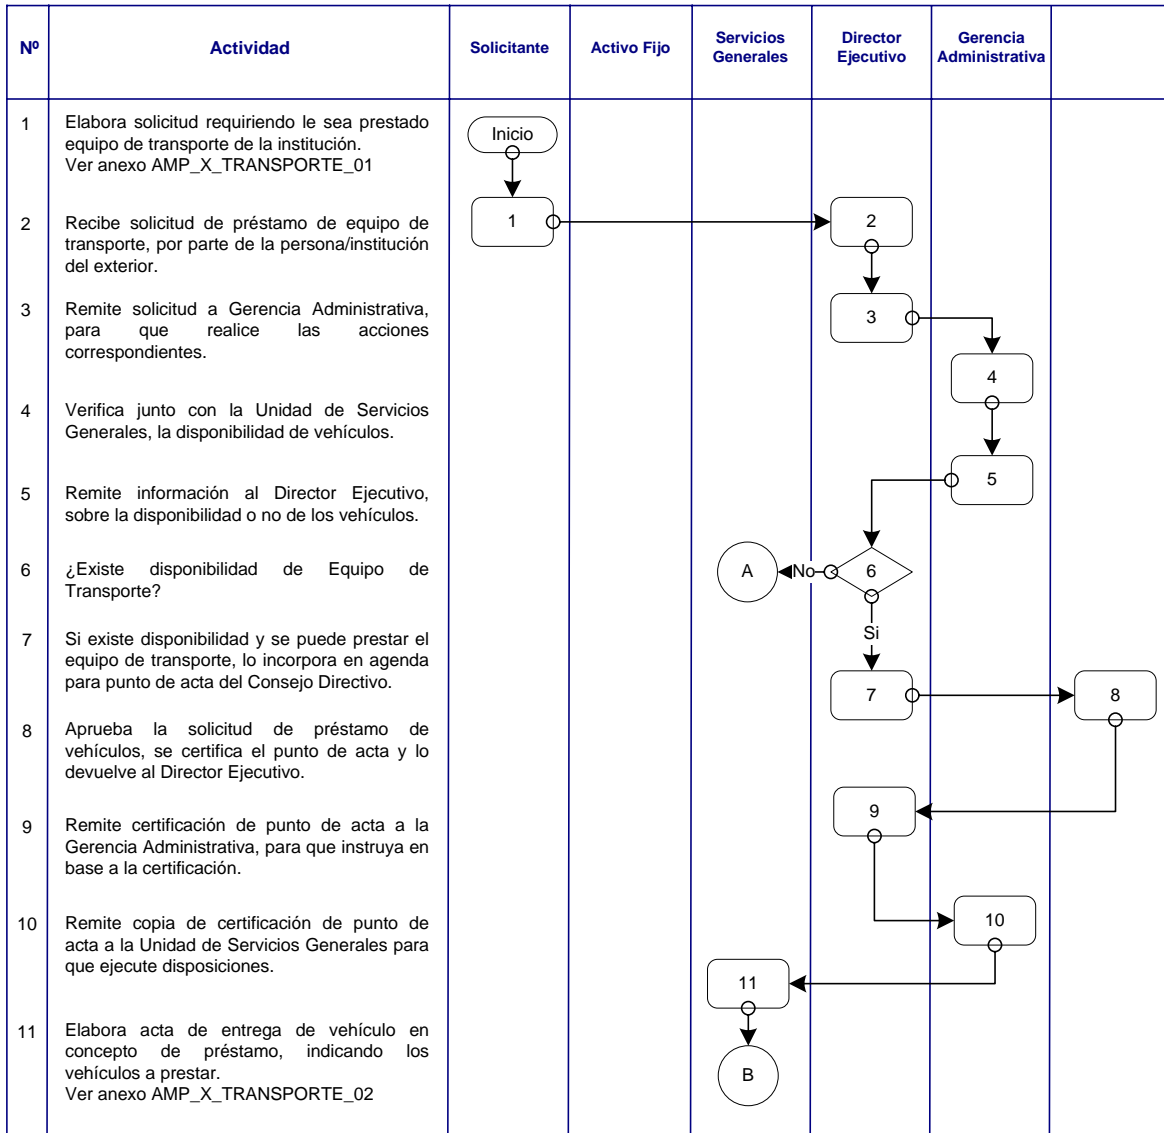 Nº
Actividad
Solicitante
Activo Fijo
Servicios
Generales
Director
Ejecutivo
Gerencia
Administrativa
1
Elabora solicitud requiriendo le sea prestado
equipo de transporte de la institución.
Ver anexo AMP_X_TRANSPORTE_01
Inicio
2
Recibe solicitud de préstamo de equipo de
transporte, por parte de la persona/institución
del exterior.
1
2
3
Remite solicitud a Gerencia Administrativa,
para que realice las acciones
correspondientes.
3
4
4
Verifica junto con la Unidad de Servicios
Generales, la disponibilidad de vehículos.
5
Remite información al Director Ejecutivo,
sobre la disponibilidad o no de los vehículos.
5
6
¿Existe disponibilidad de Equipo de
Transporte?
A
No
6
Si
7
Si existe disponibilidad y se puede prestar el
equipo de transporte, lo incorpora en agenda
para punto de acta del Consejo Directivo.
7
8
8
Aprueba la solicitud de préstamo de
vehículos, se certifica el punto de acta y lo
devuelve al Director Ejecutivo.
9
Remite certificación de punto de acta a la
Gerencia Administrativa, para que instruya en
base a la certificación.
9
10
Remite copia de certificación de punto de
acta a la Unidad de Servicios Generales para
que ejecute disposiciones.
10
11
11
Elabora acta de entrega de vehículo en
concepto de préstamo, indicando los
vehículos a prestar.
Ver anexo AMP_X_TRANSPORTE_02
B